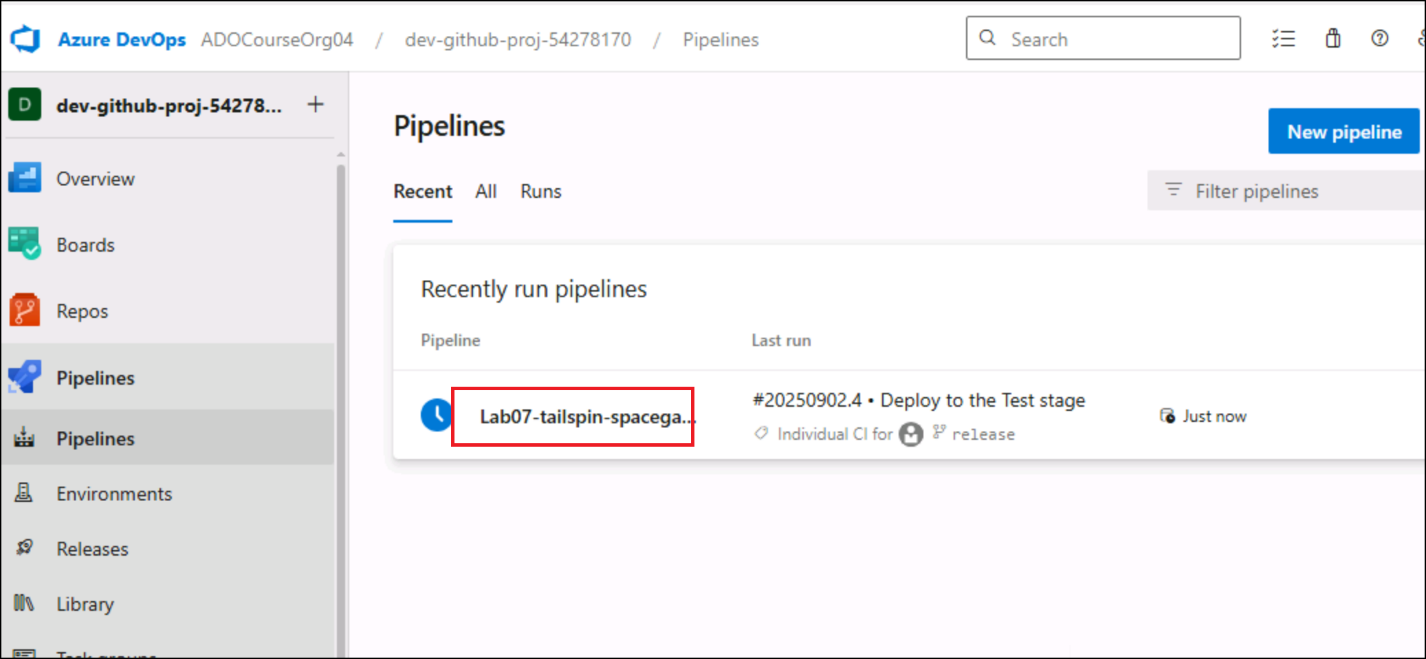 Azure DevOps ADOCourseOrg04 / dev-github-proj-54278170 / Pipelines
Search
D dev-github-proj-54278... +
Overview
Boards
Repos
Pipelines
Pipelines
Environments
Releases
Library
Pipelines
New pipeline
Recent All Runs
Filter pipelines
Recently run pipelines
Pipeline Last run
Lab07-tailspin-spacega...
#20250902.4 • Deploy to the Test stage
Individual CI for release
Just now